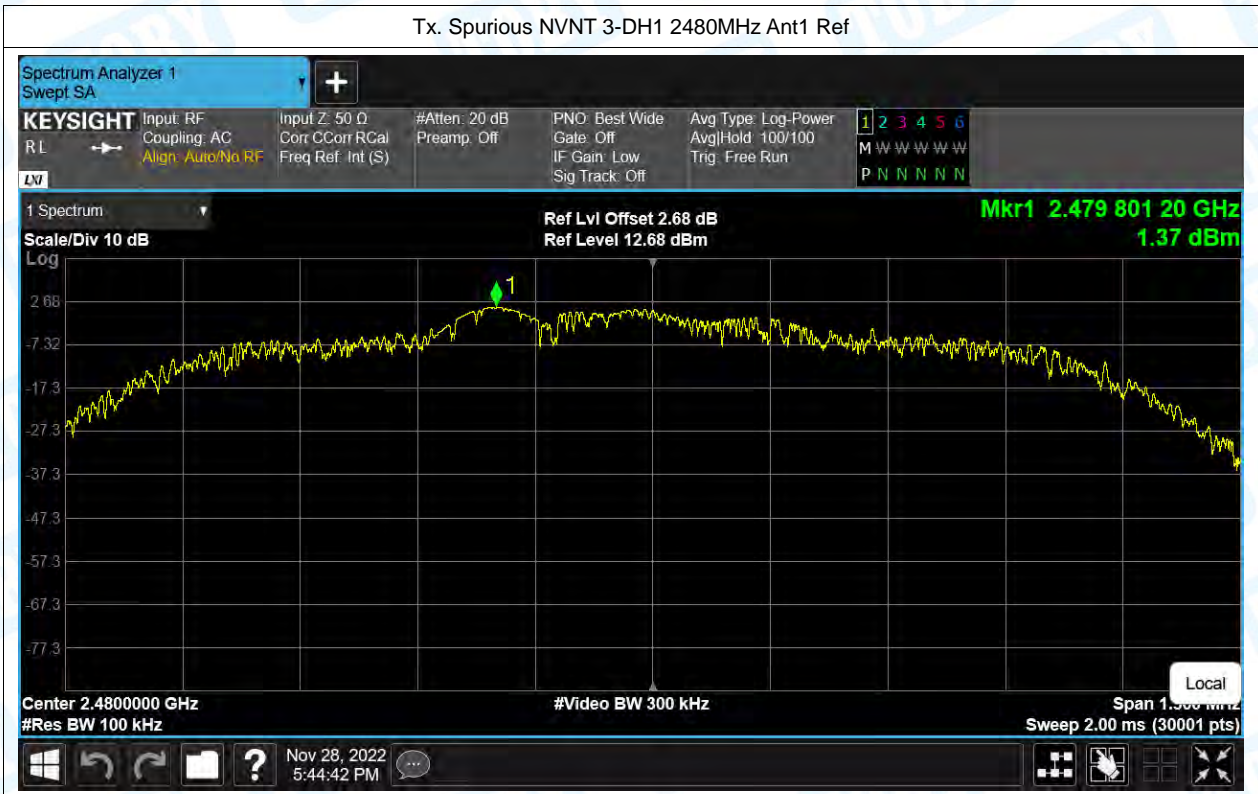 Tx. Spurious NVNT 3-DH1 2480MHz Ant1 Ref
Spectrum Analyzer 1
Swept SA
KEYSIGHT
R L
LXI
Input: RF
Coupling: AC
Align: Auto/No RF
Input Z: 50 Ω
Corr CCorr RCal
Freq Ref: Int (S)
#Atten: 20 dB
Preamp: Off
PNO: Best Wide
Gate: Off
IF Gain: Low
Sig Track: Off
Avg Type: Log-Power
Avg|Hold: 100/100
Trig: Free Run
1 2 3 4 5 6
M W W W W W W
P N N N N N N
1 Spectrum
Scale/Div 10 dB
Log
Ref Lvl Offset 2.68 dB
Ref Level 12.68 dBm
Mkr1 2.479 801 20 GHz
1.37 dBm
1
2.68
-7.32
-17.3
-27.3
-37.3
-47.3
-57.3
-67.3
-77.3
Local
Center 2.4800000 GHz
#Video BW 300 kHz
Span
#Res BW 100 kHz
Sweep 2.00 ms (30001 pts)
?
Nov 28, 2022
5:44:42 PM